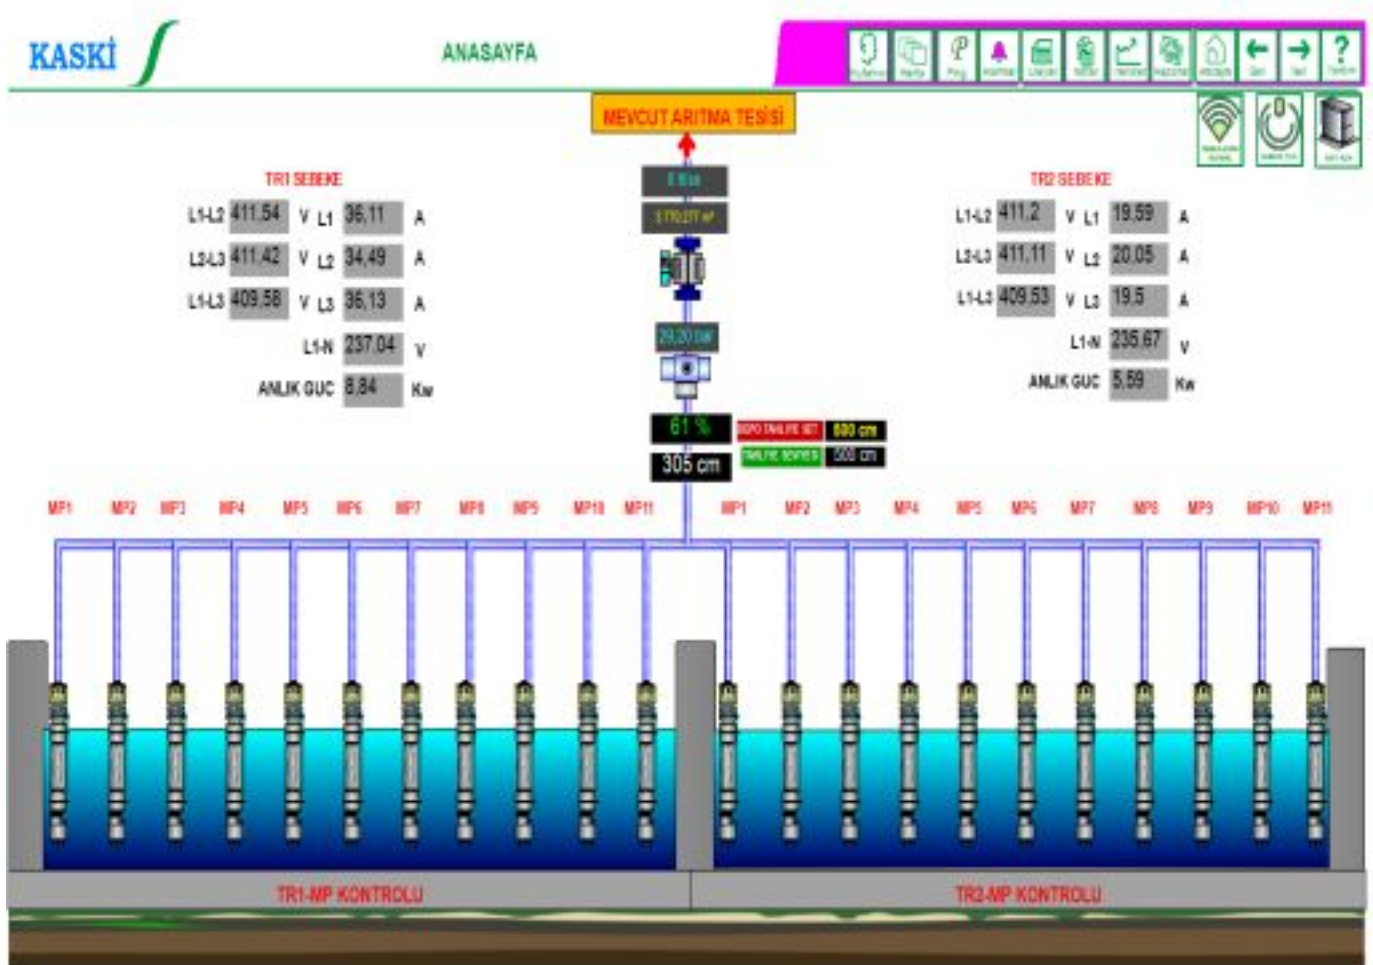 KASKİ
ANASAYFA
MEVCUT ARITMA TESİSİ
TR1 SEBEKE
L1-L2 411,54 V L1 36,11 A
L2-L3 411,42 V L2 34,49 A
L1-L3 409,58 V L3 36,13 A
L1-N 237,04 V
ANLIK GUC 8,84 Kw
TR2 SEBEKE
L1-L2 411,2 V L1 19,59 A
L2-L3 411,11 V L2 20,05 A
L1-L3 409,53 V L3 19,5 A
L1-N 235,67 V
ANLIK GUC 5,59 Kw
29,20 bar
61 %
305 cm
600 cm
MP1 MP2 MP3 MP4 MP5 MP6 MP7 MP8 MP9 MP10 MP11 MP1 MP2 MP3 MP4 MP5 MP6 MP7 MP8 MP9 MP10 MP11
TR1-MP KONTROLU
TR2-MP KONTROLU